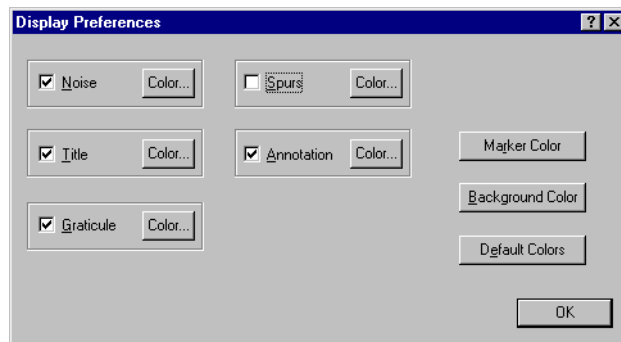 Display Preferences
Noise Color... Spurs Color...
Title Color... Annotation Color... Marker Color
Background Color
Graticule Color...
Default Colors
OK